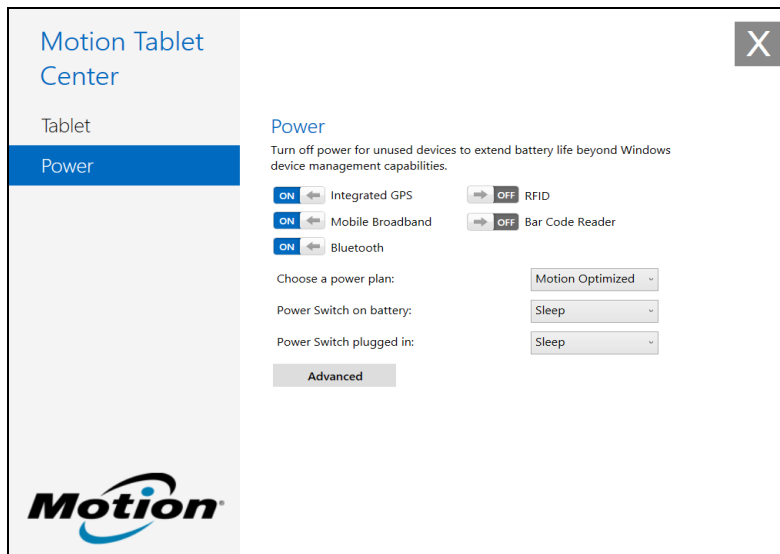 Motion Tablet
Center
X
Tablet
Power
Power
Turn off power for unused devices to extend battery life beyond Windows
device management capabilities.
ON Integrated GPS OFF RFID
ON Mobile Broadband OFF Bar Code Reader
ON Bluetooth
Choose a power plan: Motion Optimized
Power Switch on battery: Sleep
Power Switch plugged in: Sleep
Advanced
Motion